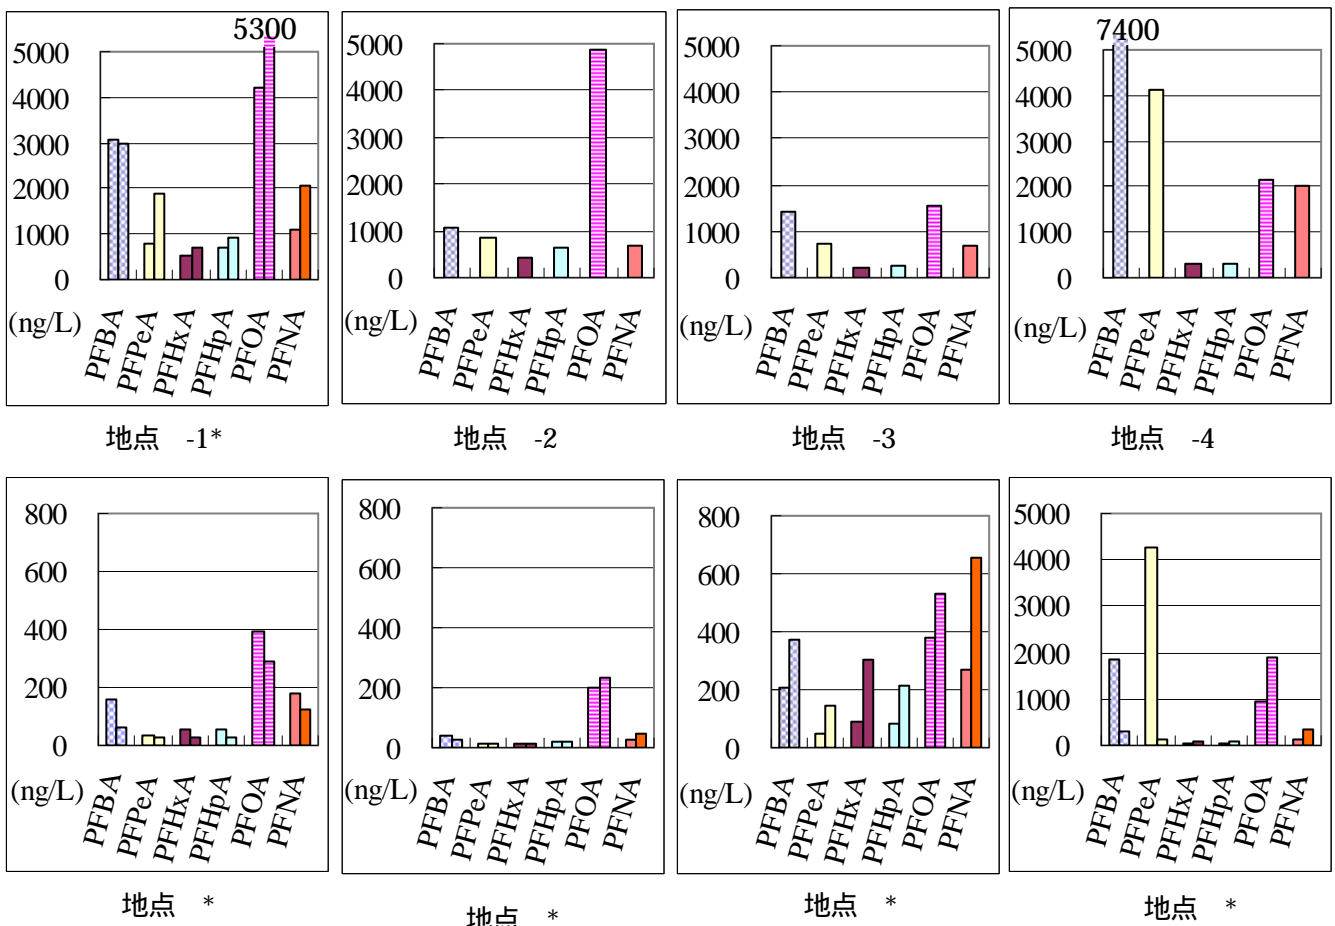 5300
5000
4000
3000
2000
1000
0
(ng/L)
PFBA
PFPeA
PFHxA
PFHpA
PFOA
PFNA
地点 -1*
5000
4000
3000
2000
1000
0
(ng/L)
PFBA
PFPeA
PFHxA
PFHpA
PFOA
PFNA
地点 -2
5000
4000
3000
2000
1000
0
(ng/L)
PFBA
PFPeA
PFHxA
PFHpA
PFOA
PFNA
地点 -3
7400
5000
4000
3000
2000
1000
0
(ng/L)
PFBA
PFPeA
PFHxA
PFHpA
PFOA
PFNA
地点 -4
800
600
400
200
0
(ng/L)
PFBA
PFPeA
PFHxA
PFHpA
PFOA
PFNA
地点 *
800
600
400
200
0
(ng/L)
PFBA
PFPeA
PFHxA
PFHpA
PFOA
PFNA
地点 *
800
600
400
200
0
(ng/L)
PFBA
PFPeA
PFHxA
PFHpA
PFOA
PFNA
地点 *
5000
4000
3000
2000
1000
0
(ng/L)
PFBA
PFPeA
PFHxA
PFHpA
PFOA
PFNA
地点 *